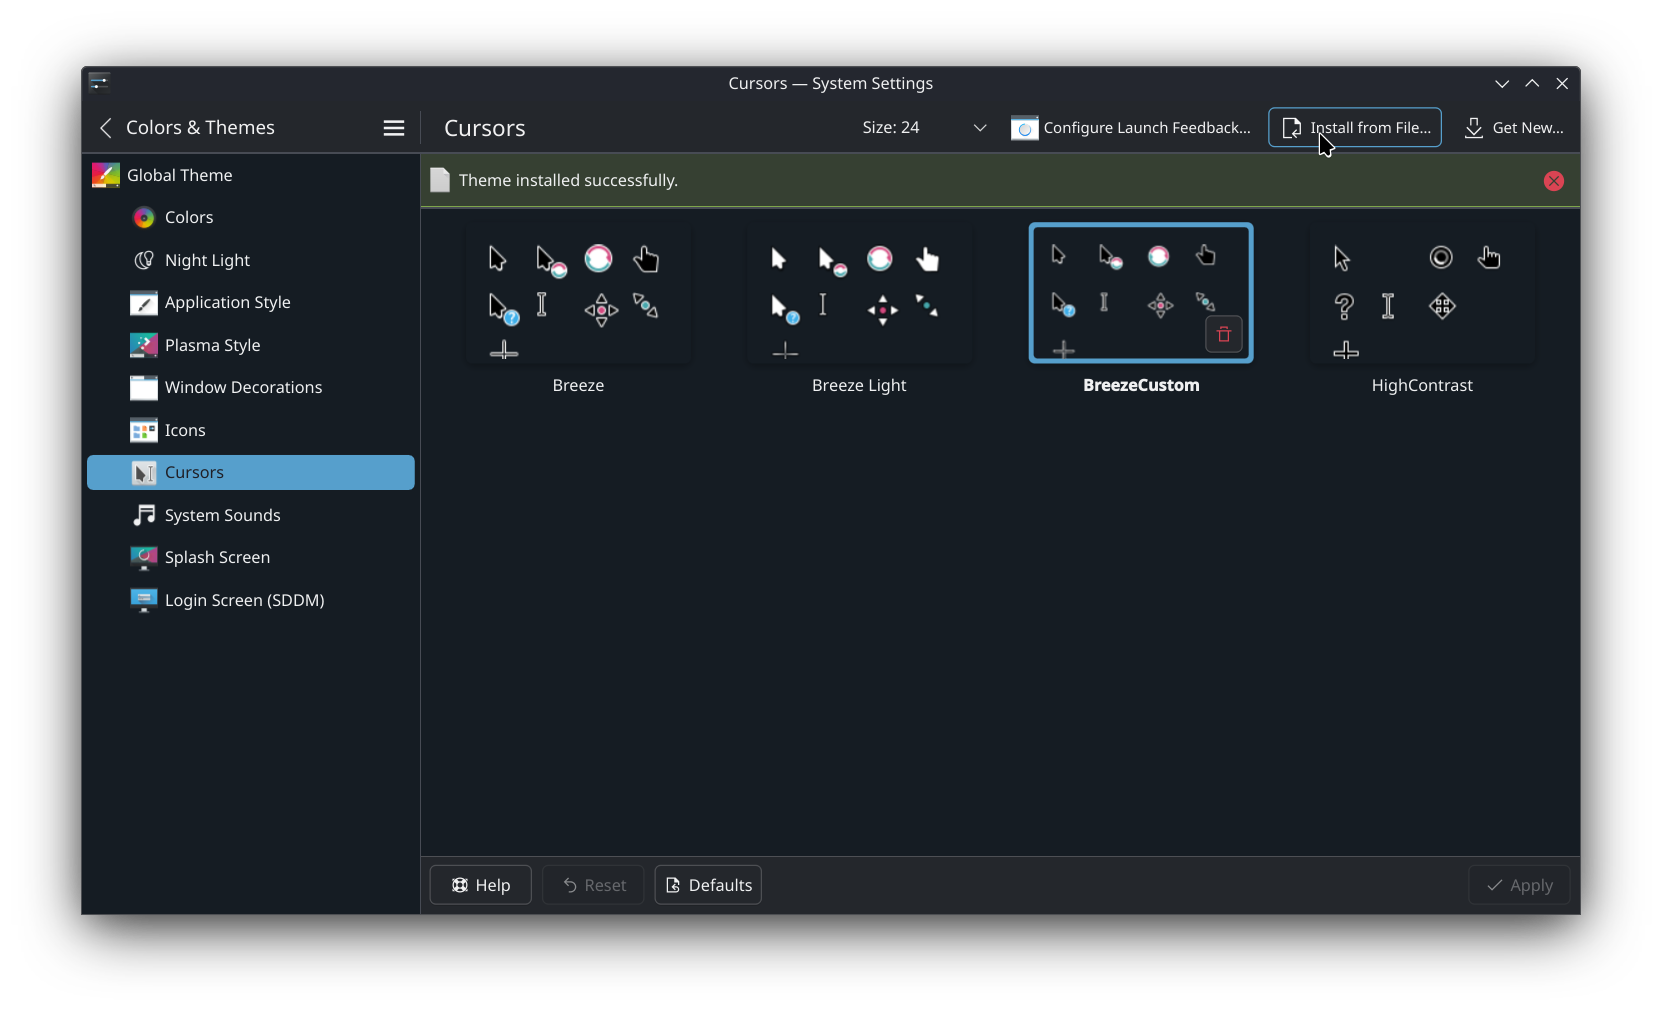 Cursors — System Settings
Colors & Themes
Cursors
Size: 24
Configure Launch Feedback...
Install from File...
Get New...
Global Theme
Theme installed successfully.
Colors
Night Light
Application Style
Plasma Style
Window Decorations
Icons
Cursors
System Sounds
Splash Screen
Login Screen (SDDM)
Breeze
Breeze Light
BreezeCustom
HighContrast
Help
Reset
Defaults
Apply